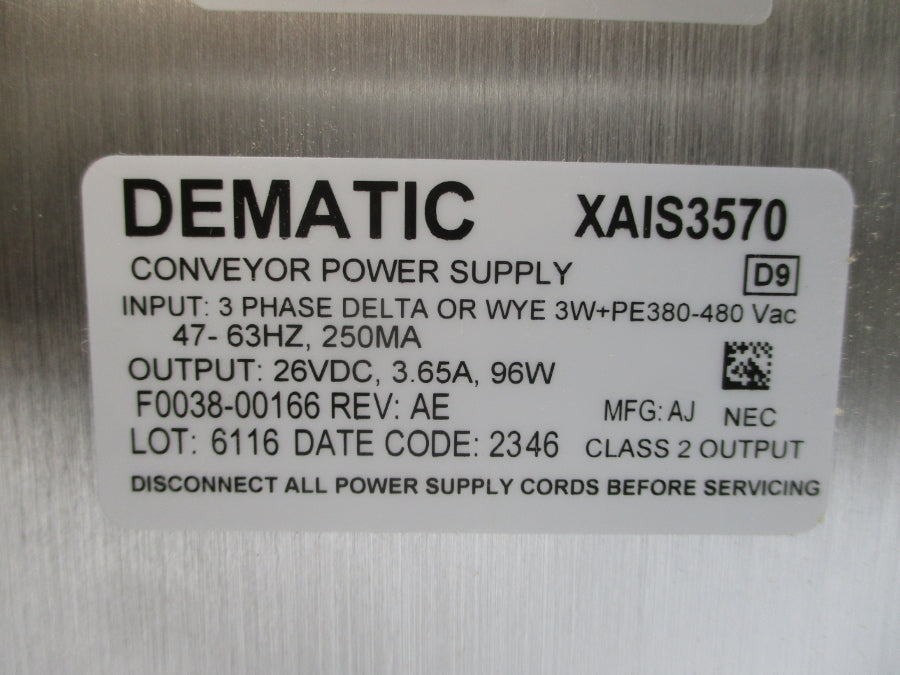 DEMATIC XAIS3570
CONVEYOR POWER SUPPLY D9
INPUT: 3 PHASE DELTA OR WYE 3W+PE380-480 Vac
47- 63HZ, 250MA
OUTPUT: 26VDC, 3.65A, 96W
F0038-00166 REV: AE MFG: AJ NEC
LOT: 6116 DATE CODE: 2346 CLASS 2 OUTPUT
DISCONNECT ALL POWER SUPPLY CORDS BEFORE SERVICING